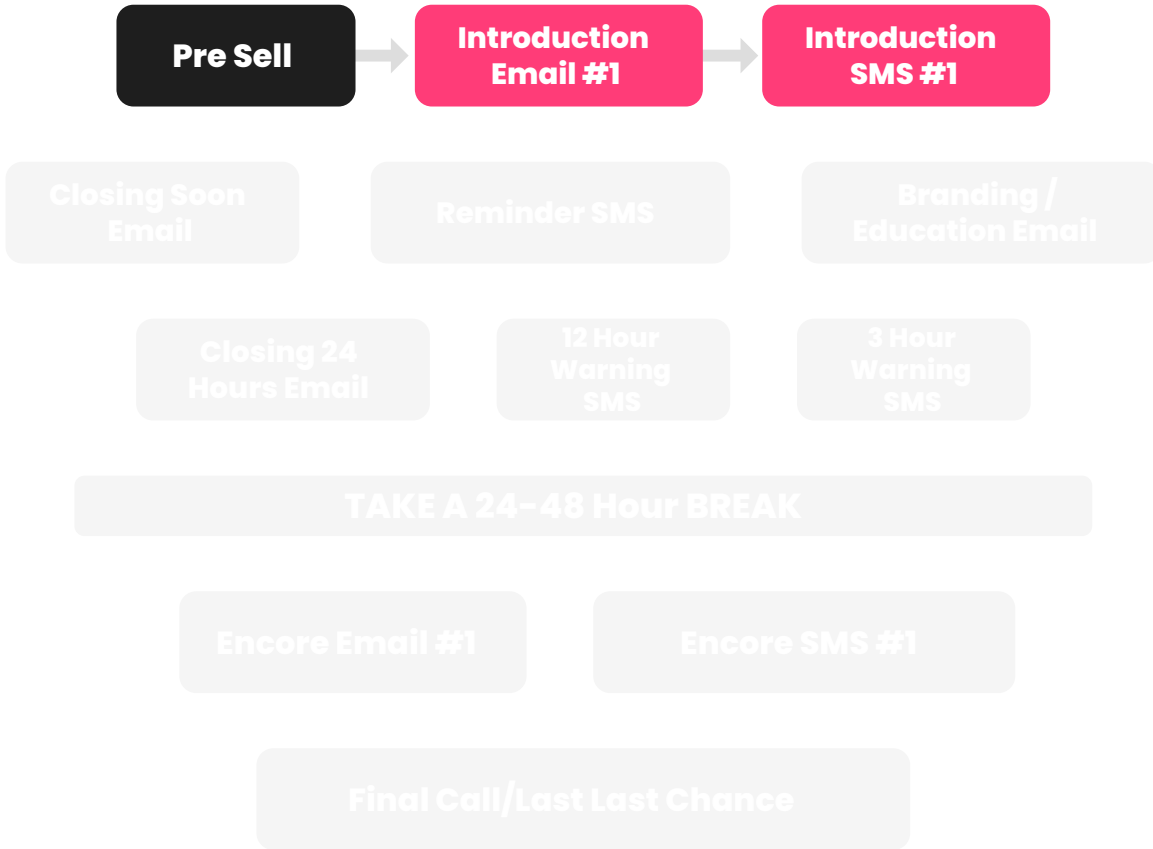 Pre Sell
Introduction
Email #1
Introduction
SMS #1
Closing Soon
Email
Reminder SMS
Branding /
Education Email
Closing 24
Hours Email
12 Hour
Warning
SMS
3 Hour
Warning
SMS
TAKE A 24-48 Hour BREAK
Encore Email #1
Encore SMS #1
Final Call/Last Last Chance